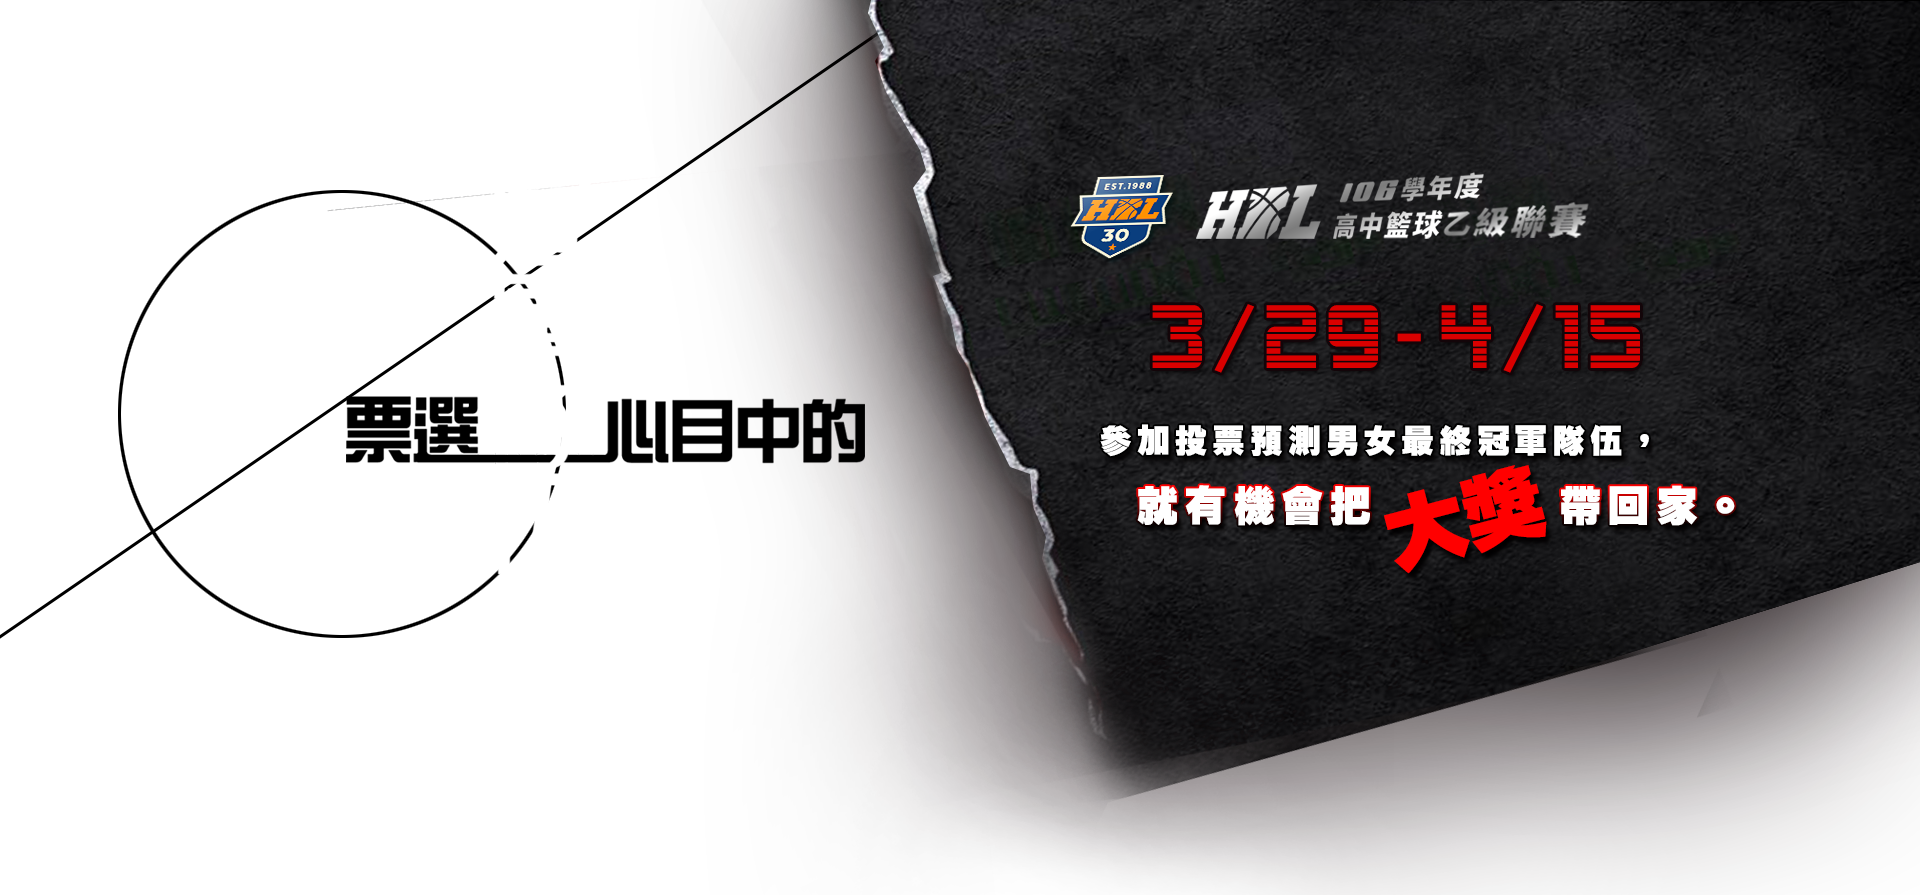 票選__心目中的
EST.1988
HBL
30
HBL
106學年度
高中籃球乙級聯賽
3/29-4/15
參加投票預測男女最終冠軍隊伍，
就有機會把大獎帶回家。